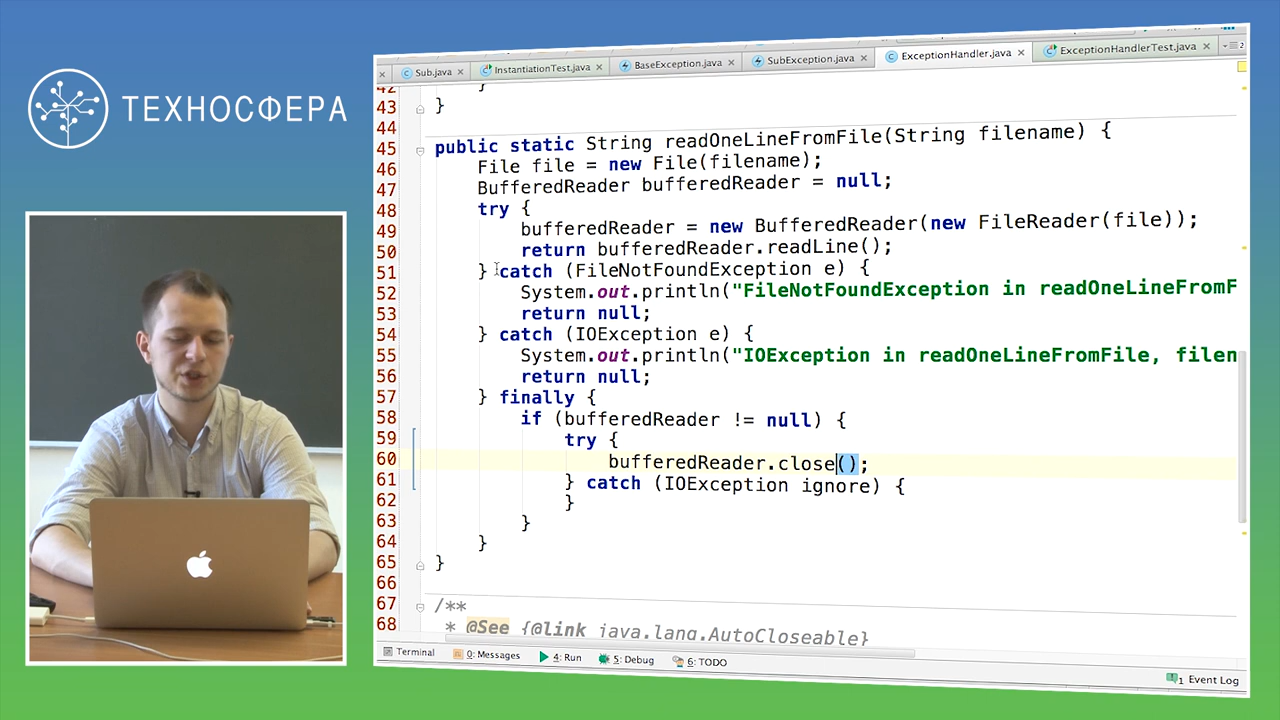 ТЕХНОСФЕРА
Sub.java
InstantiationTest.java
BaseException.java
SubException.java
ExceptionHandler.java
ExceptionHandlerTest.java
2
42 }
43 }
44
45 public static String readOneLineFromFile(String filename) {
46 File file = new File(filename);
47 BufferedReader bufferedReader = null;
48 try {
49 bufferedReader = new BufferedReader(new FileReader(file));
50 return bufferedReader.readLine();
51 } catch (FileNotFoundException e) {
52 System.out.println("FileNotFoundException in readOneLineFromF
53 return null;
54 } catch (IOException e) {
55 System.out.println("IOException in readOneLineFromFile, filen
56 return null;
57 } finally {
58 if (bufferedReader != null) {
59 try {
60 bufferedReader.close();
61 } catch (IOException ignore) {
62 }
63 }
64 }
65 }
66
67 /**
68 * @See {@link java.lang.AutoCloseable}
Terminal
0: Messages
4: Run
5: Debug
6: TODO
1 Event Log